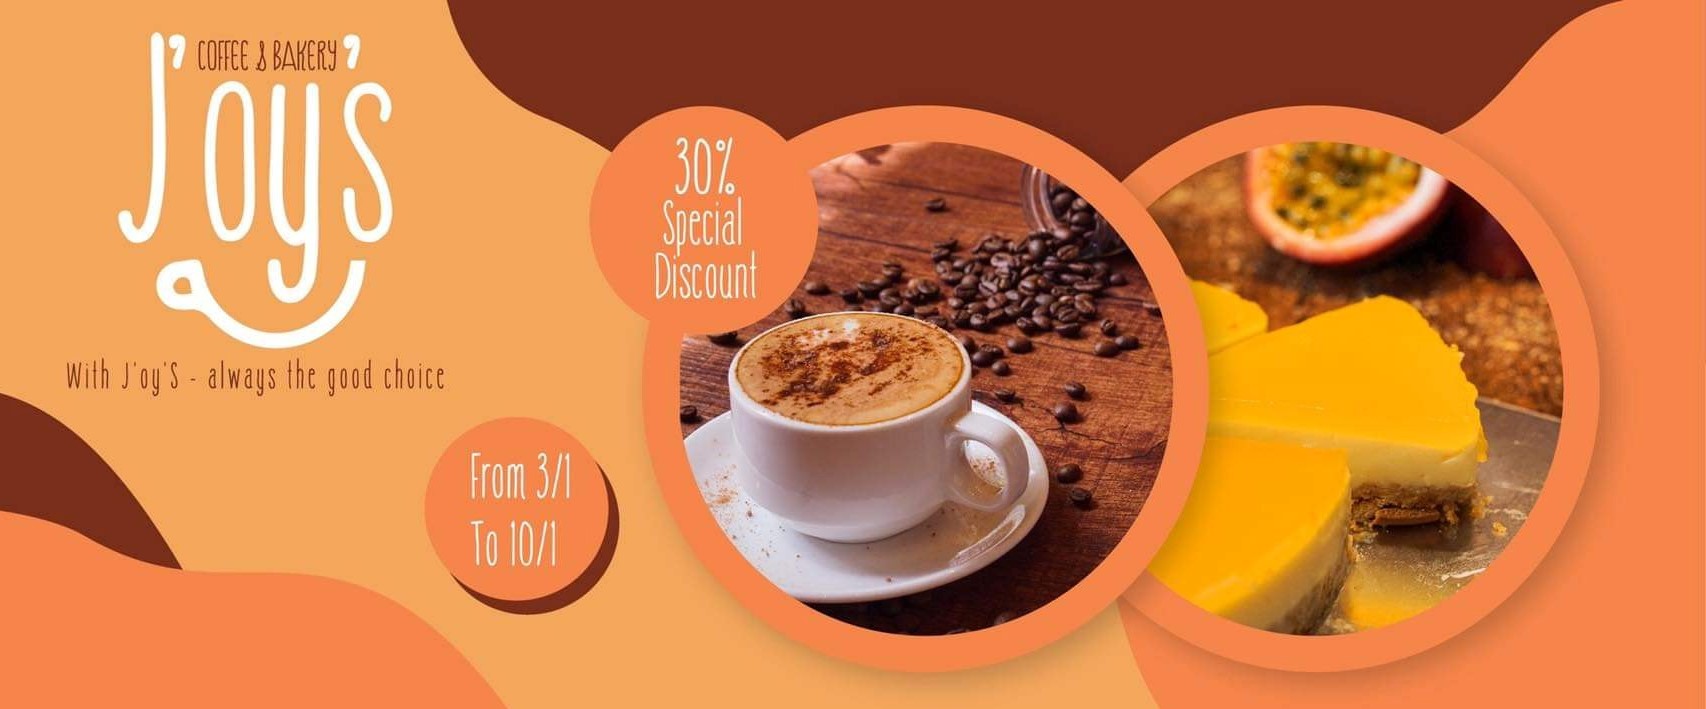 COFFEE & BAKERY
J'oy's
With J'oy'S - always the good choice
30%
Special
Discount
From 3/1
To 10/1